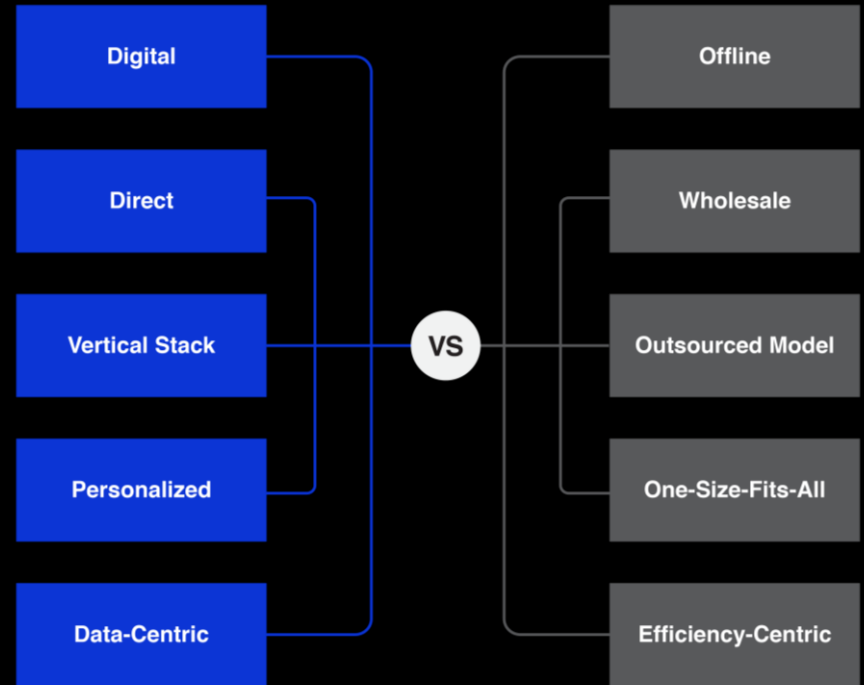 Digital
Offline
Direct
Wholesale
Vertical Stack
VS
Outsourced Model
Personalized
One-Size-Fits-All
Data-Centric
Efficiency-Centric